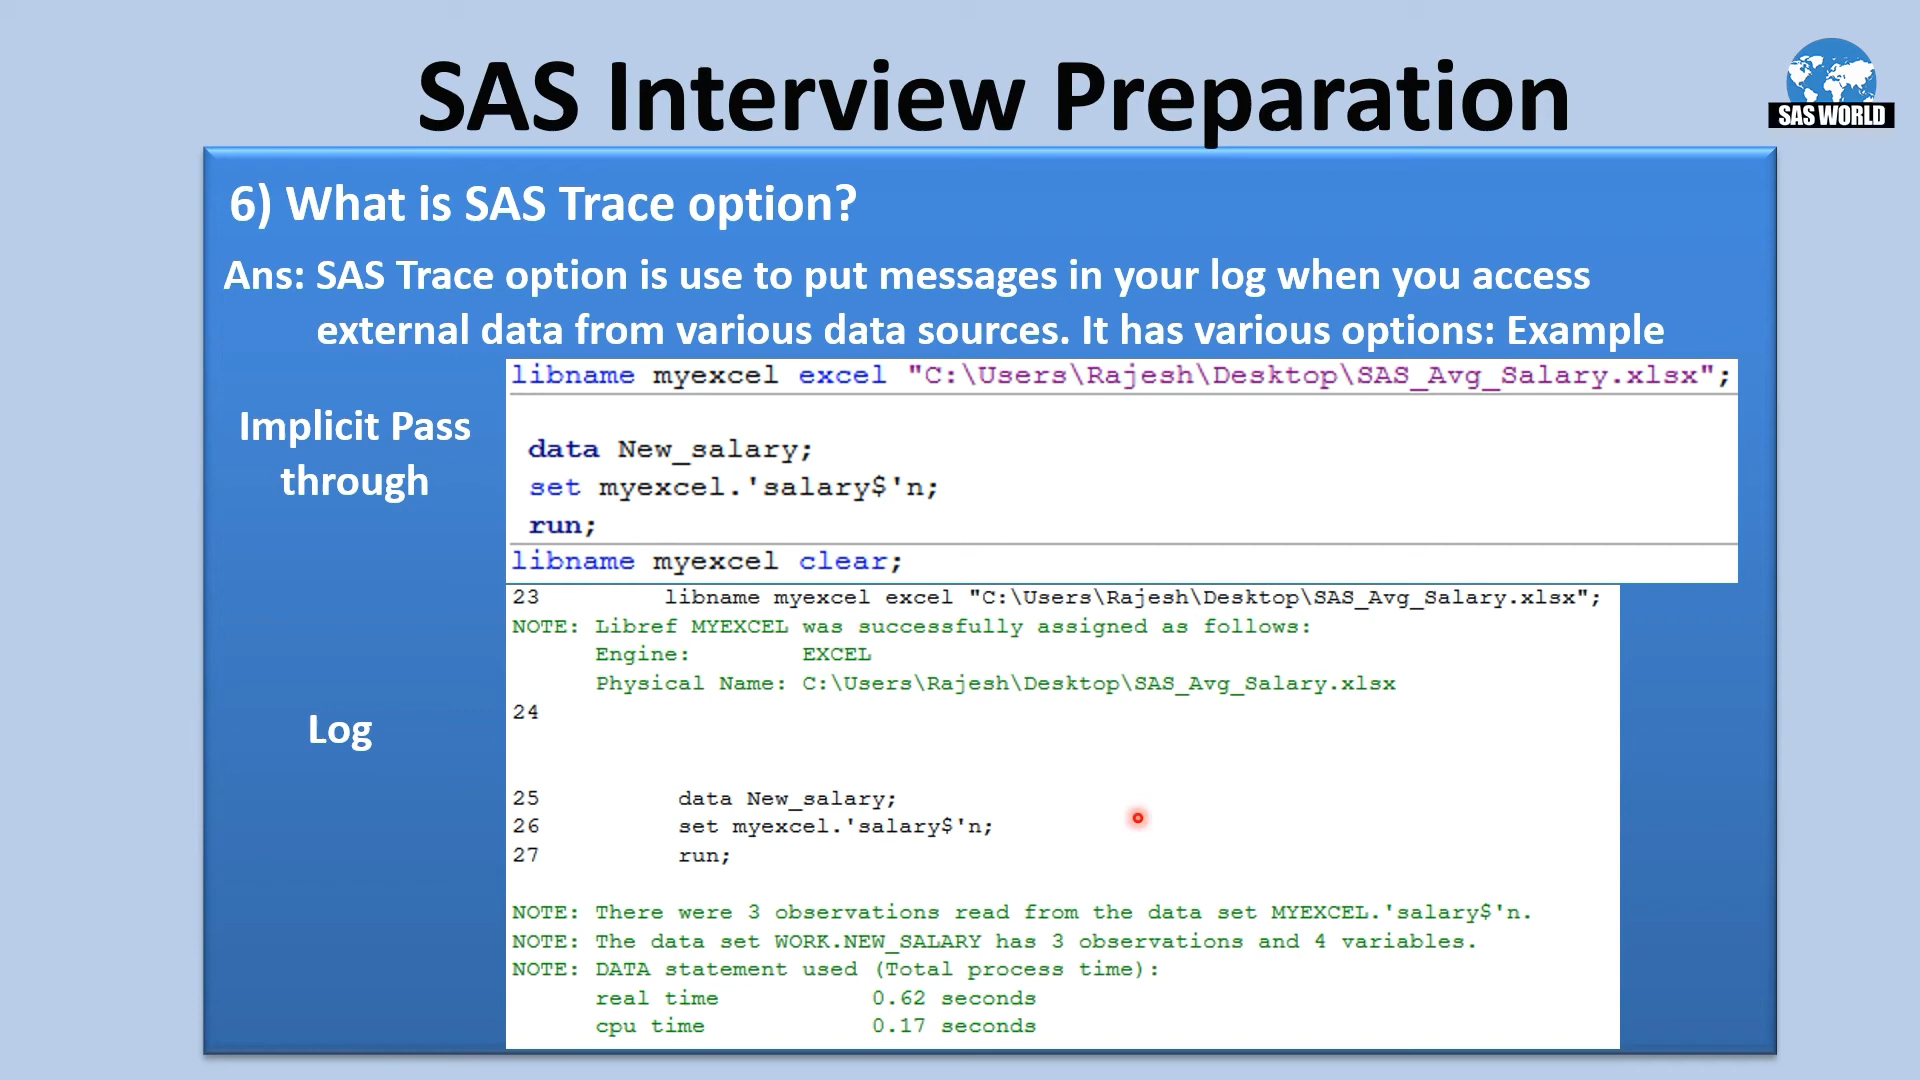 SAS Interview Preparation
SAS WORLD
6) What is SAS Trace option?
Ans: SAS Trace option is use to put messages in your log when you access
external data from various data sources. It has various options: Example
Implicit Pass
through
libname myexcel excel "C:\Users\Rajesh\Desktop\SAS_Avg_Salary.xlsx";
data New_salary;
set myexcel.'salary$'n;
run;
libname myexcel clear;
Log
23 libname myexcel excel "C:\Users\Rajesh\Desktop\SAS_Avg_Salary.xlsx";
NOTE: Libref MYEXCEL was successfully assigned as follows:
Engine: EXCEL
Physical Name: C:\Users\Rajesh\Desktop\SAS_Avg_Salary.xlsx
24
25 data New_salary;
26 set myexcel.'salary$'n;
27 run;
NOTE: There were 3 observations read from the data set MYEXCEL.'salary$'n.
NOTE: The data set WORK.NEW_SALARY has 3 observations and 4 variables.
NOTE: DATA statement used (Total process time):
real time 0.62 seconds
cpu time 0.17 seconds